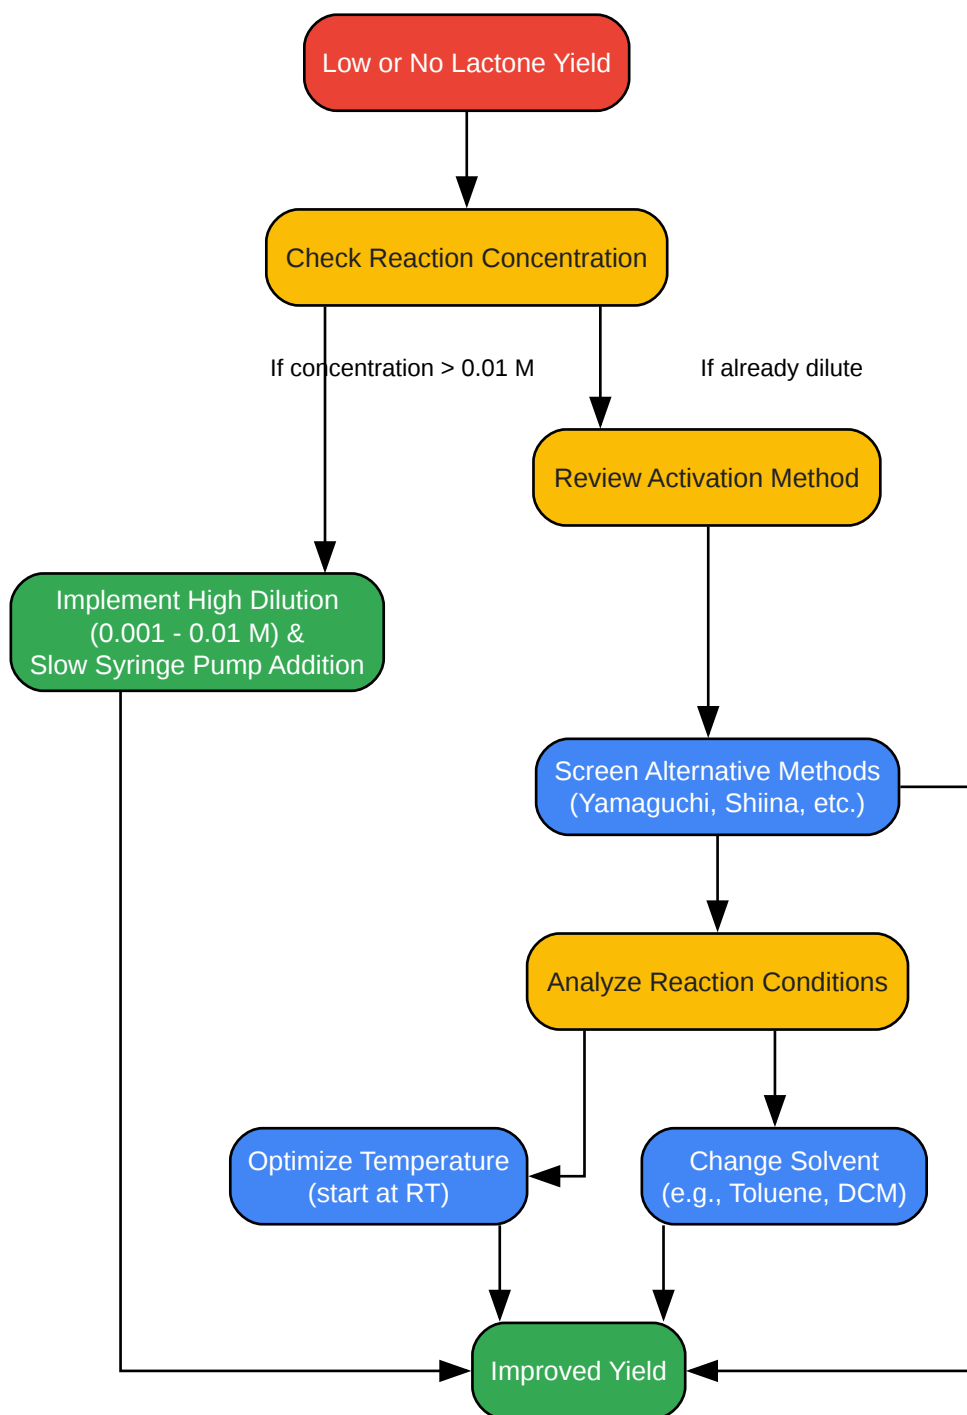 Low or No Lactone Yield
Check Reaction Concentration
If concentration > 0.01 M
If already dilute
Review Activation Method
Implement High Dilution
(0.001 - 0.01 M) &
Slow Syringe Pump Addition
Screen Alternative Methods
(Yamaguchi, Shiina, etc.)
Analyze Reaction Conditions
Optimize Temperature
(start at RT)
Change Solvent
(e.g., Toluene, DCM)
Improved Yield